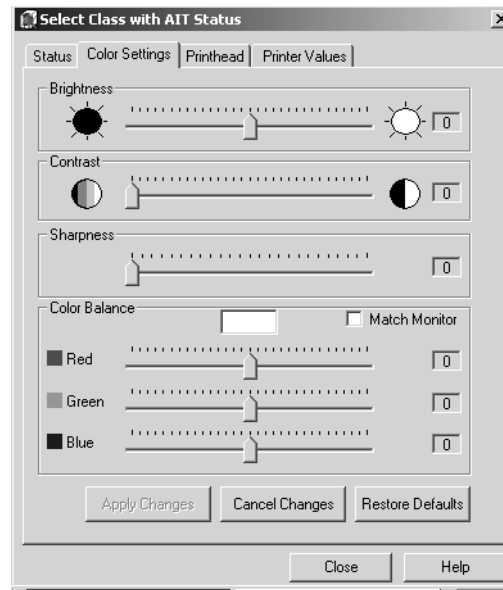 Select Class with AIT Status
Status Color Settings Printhead Printer Values
Brightness
0
Contrast
0
Sharpness
0
Color Balance
Match Monitor
Red 0
Green 0
Blue 0
Apply Changes Cancel Changes Restore Defaults
Close Help